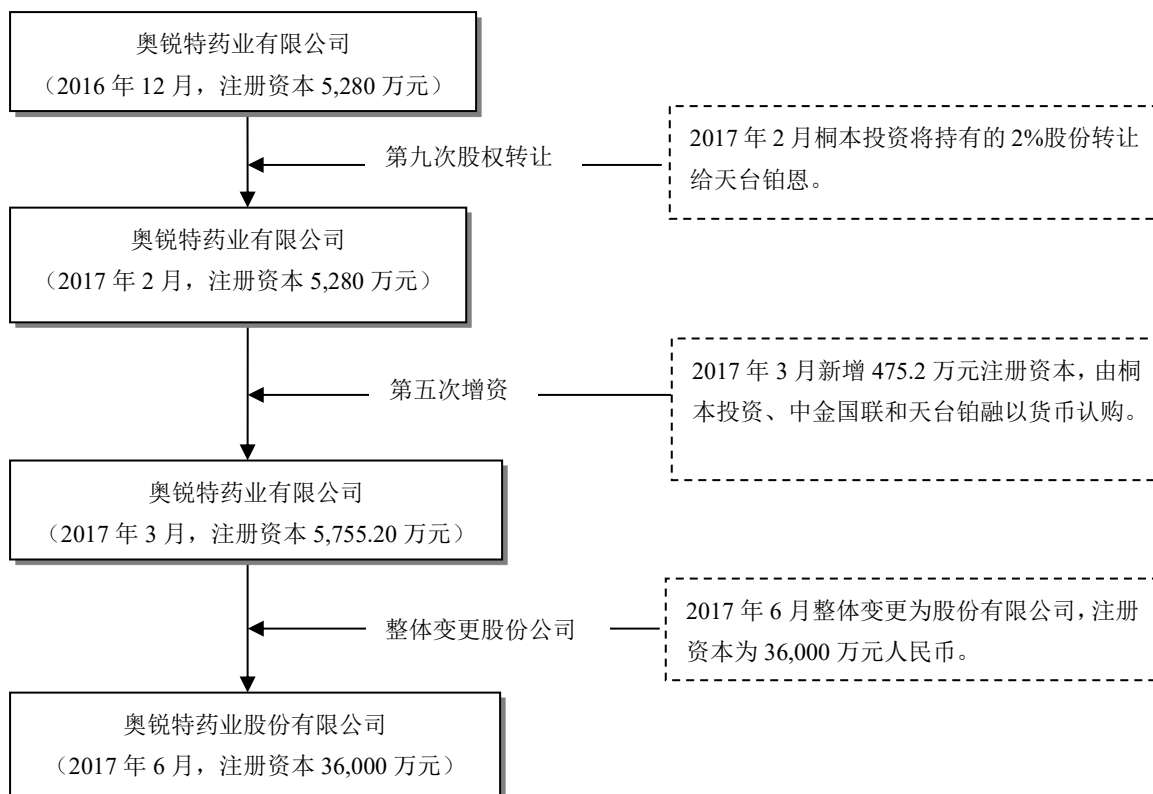 奥锐特药业有限公司
（2016 年 12 月，注册资本 5,280 万元）
第九次股权转让
2017 年 2 月桐本投资将持有的 2%股份转让
给天台铂恩。
奥锐特药业有限公司
（2017 年 2 月，注册资本 5,280 万元）
第五次增资
2017 年 3 月新增 475.2 万元注册资本，由桐
本投资、中金国联和天台铂融以货币认购。
奥锐特药业有限公司
（2017 年 3 月，注册资本 5,755.20 万元）
整体变更股份公司
2017 年 6 月整体变更为股份有限公司，注册
资本为 36,000 万元人民币。
奥锐特药业股份有限公司
（2017 年 6 月，注册资本 36,000 万元）